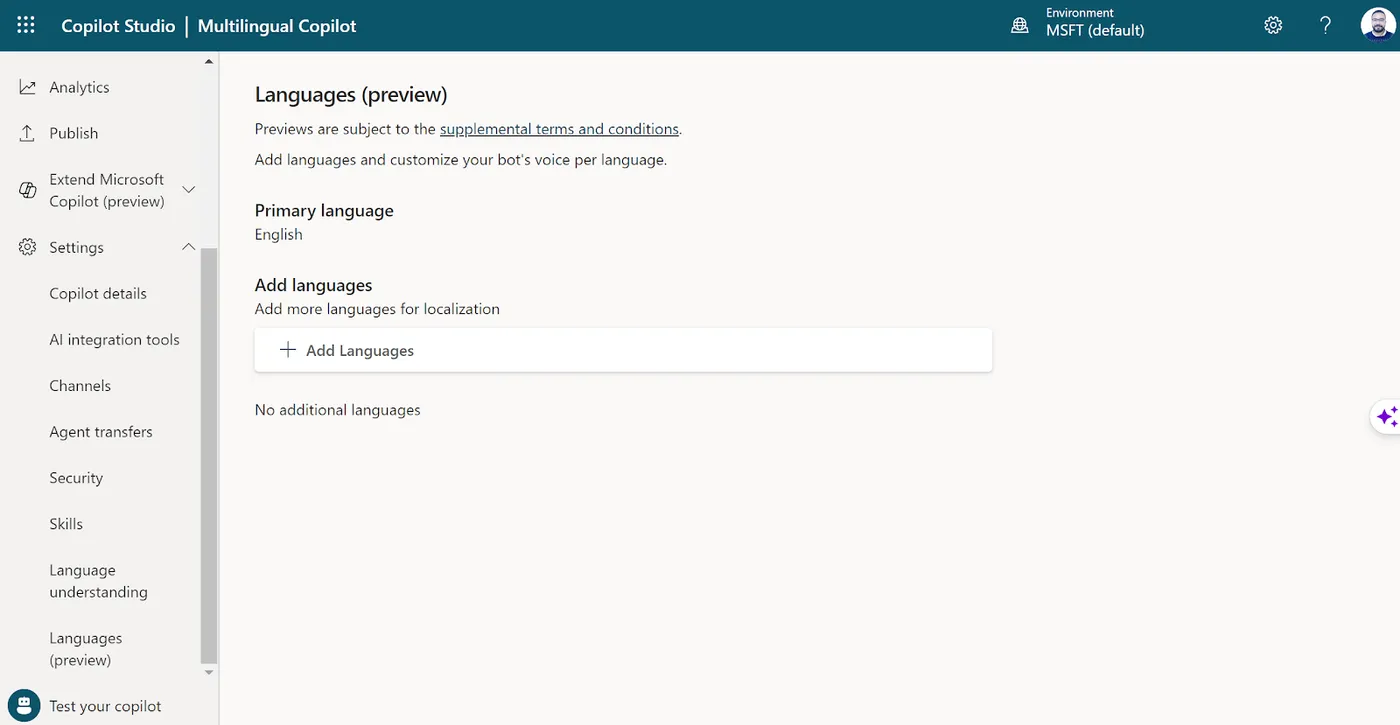 Copilot Studio | Multilingual Copilot
Environment
MSFT (default)
Analytics
Publish
Extend Microsoft
Copilot (preview)
Settings
Copilot details
AI integration tools
Channels
Agent transfers
Security
Skills
Language
understanding
Languages
(preview)
Test your copilot
Languages (preview)
Previews are subject to the supplemental terms and conditions.
Add languages and customize your bot's voice per language.
Primary language
English
Add languages
Add more languages for localization
Add Languages
No additional languages